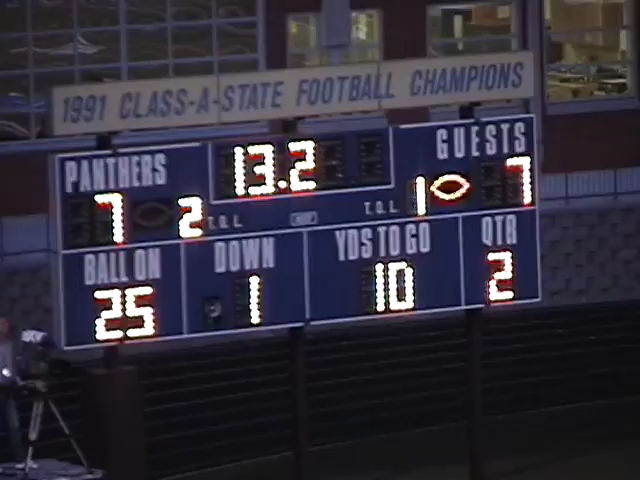 1991 CLASS-A-STATE FOOTBALL CHAMPIONS
PANTHERS 13.2 GUESTS
7 2 T.O.L. T.O.L. 1 7
BALL ON DOWN YDS TO GO QTR
25 1 10 2